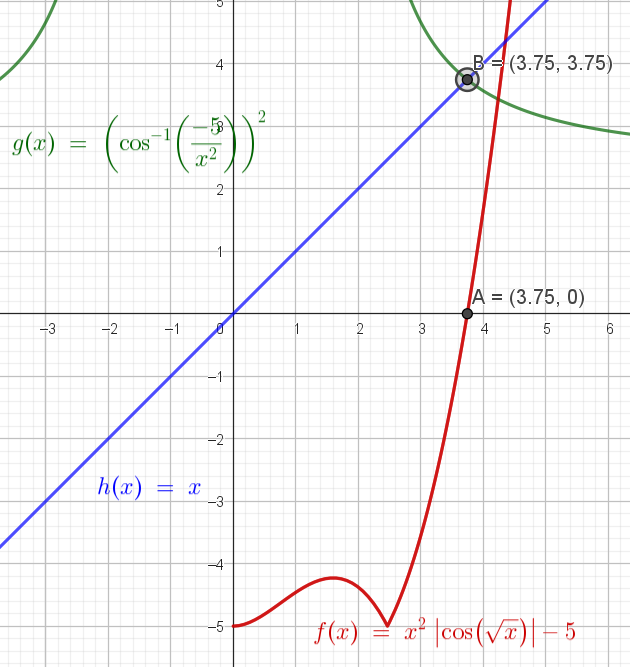 5
4
B = (3.75, 3.75)
g(x) = (cos⁻¹(−5/x²))²
3
2
1
A = (3.75, 0)
−3 −2 −1 0 1 2 3 4 5 6
−1
−2
h(x) = x
−3
−4
−5
f(x) = x² |cos(√x)| − 5